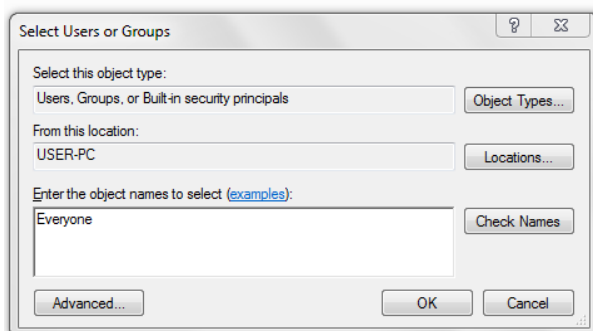 Select Users or Groups
Select this object type:
Users, Groups, or Built-in security principals
Object Types...
From this location:
USER-PC
Locations...
Enter the object names to select (examples):
Everyone
Check Names
Advanced...
OK
Cancel